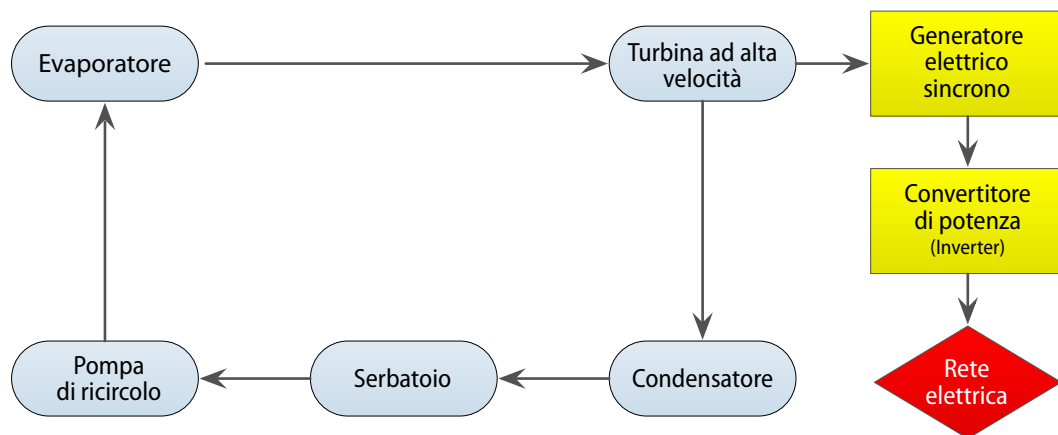 Evaporatore
Turbina ad alta
velocità
Generatore
elettrico
sincrono
Convertitore
di potenza
(Inverter)
Pompa
di ricircolo
Serbatoio
Condensatore
Rete
elettrica